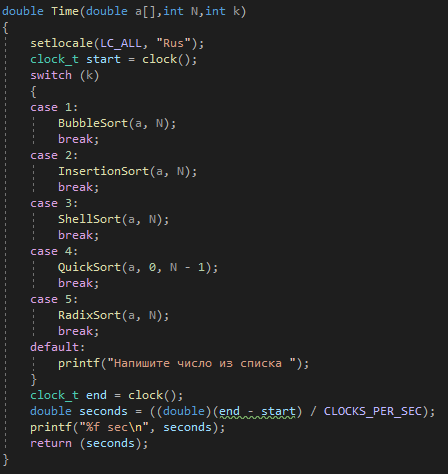 double Time(double a[],int N,int k)
{
    setlocale(LC_ALL, "Rus");
    clock_t start = clock();
    switch (k)
    {
    case 1:
        BubbleSort(a, N);
        break;
    case 2:
        InsertionSort(a, N);
        break;
    case 3:
        ShellSort(a, N);
        break;
    case 4:
        QuickSort(a, 0, N - 1);
        break;
    case 5:
        RadixSort(a, N);
        break;
    default:
        printf("Напишите число из списка ");
    }
    clock_t end = clock();
    double seconds = ((double)(end - start) / CLOCKS_PER_SEC);
    printf("%f sec\n", seconds);
    return (seconds);
}